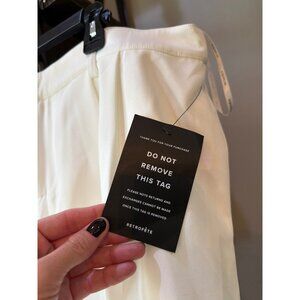 THANK YOU FOR YOUR PURCHASE
DO NOT
REMOVE
THIS TAG
PLEASE NOTE RETURNS AND
EXCHANGES CANNOT BE MADE
ONCE THIS TAG IS REMOVED
RETROFÊTE